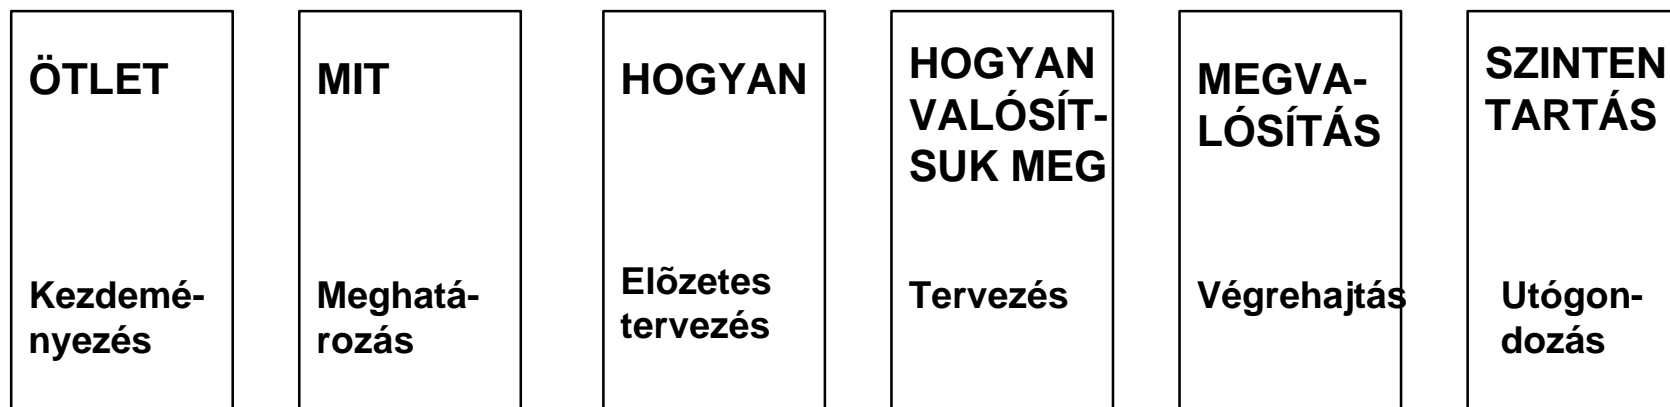 ÖTLET
Kezdemé-
nyezés
MIT
Meghatá-
rozás
HOGYAN
Elõzetes
tervezés
HOGYAN
VALÓSÍT-
SUK MEG
Tervezés
MEGVA-
LÓSÍTÁS
Végrehajtás
SZINTEN
TARTÁS
Utógon-
dozás